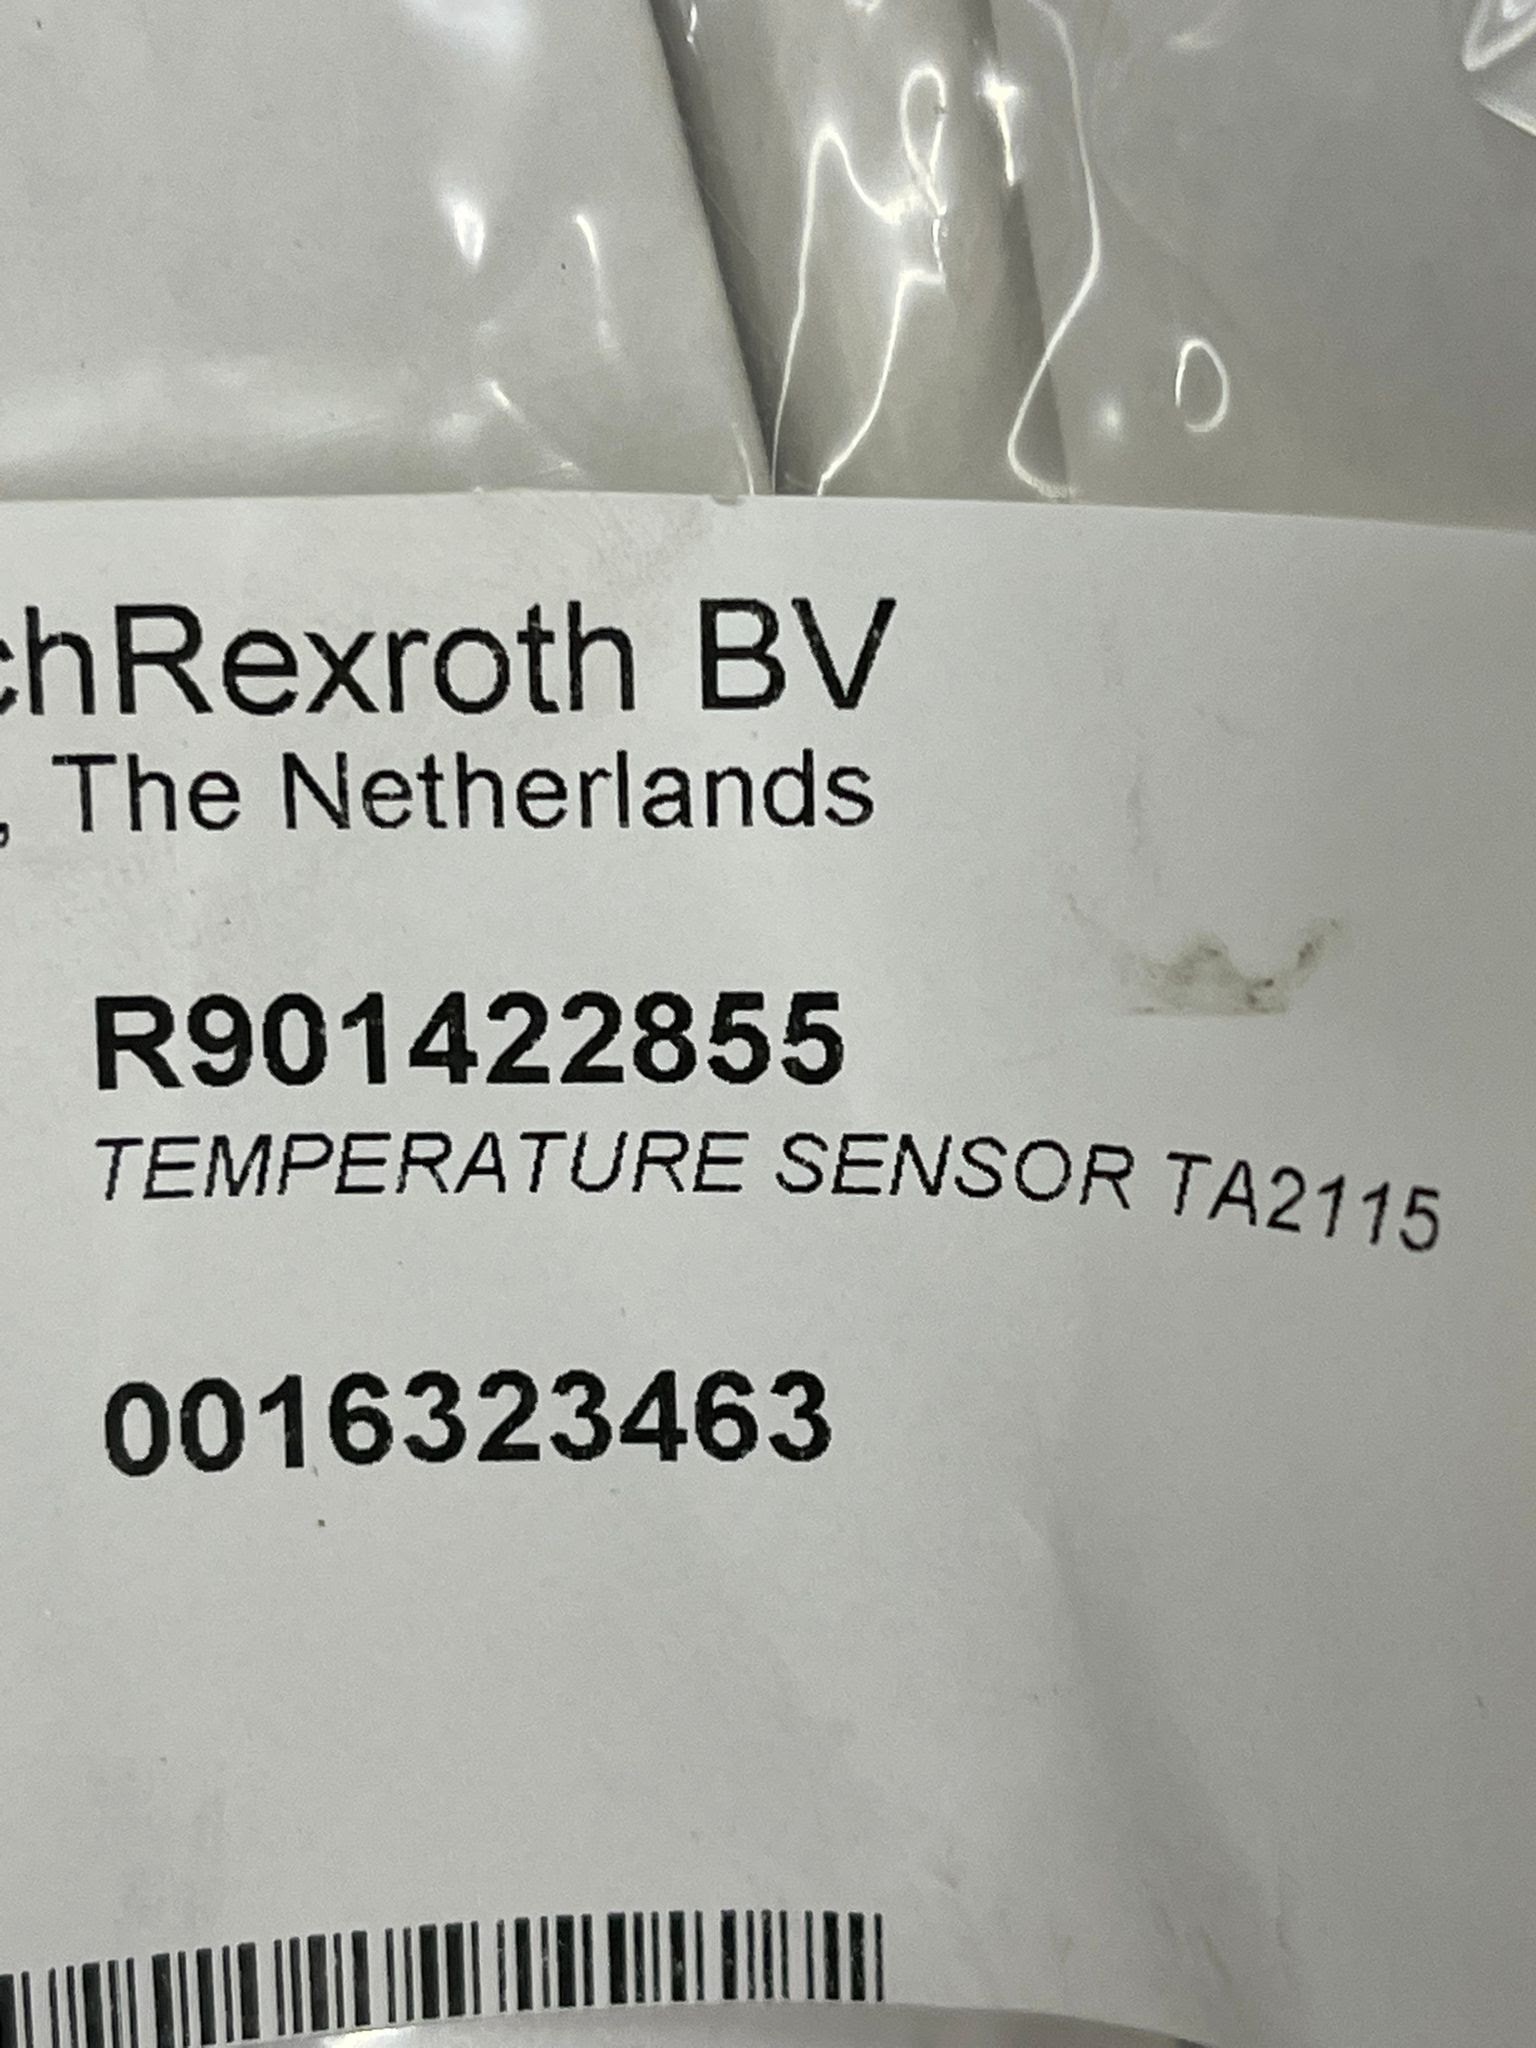 chRexroth BV
, The Netherlands
R901422855
TEMPERATURE SENSOR TA2115
0016323463